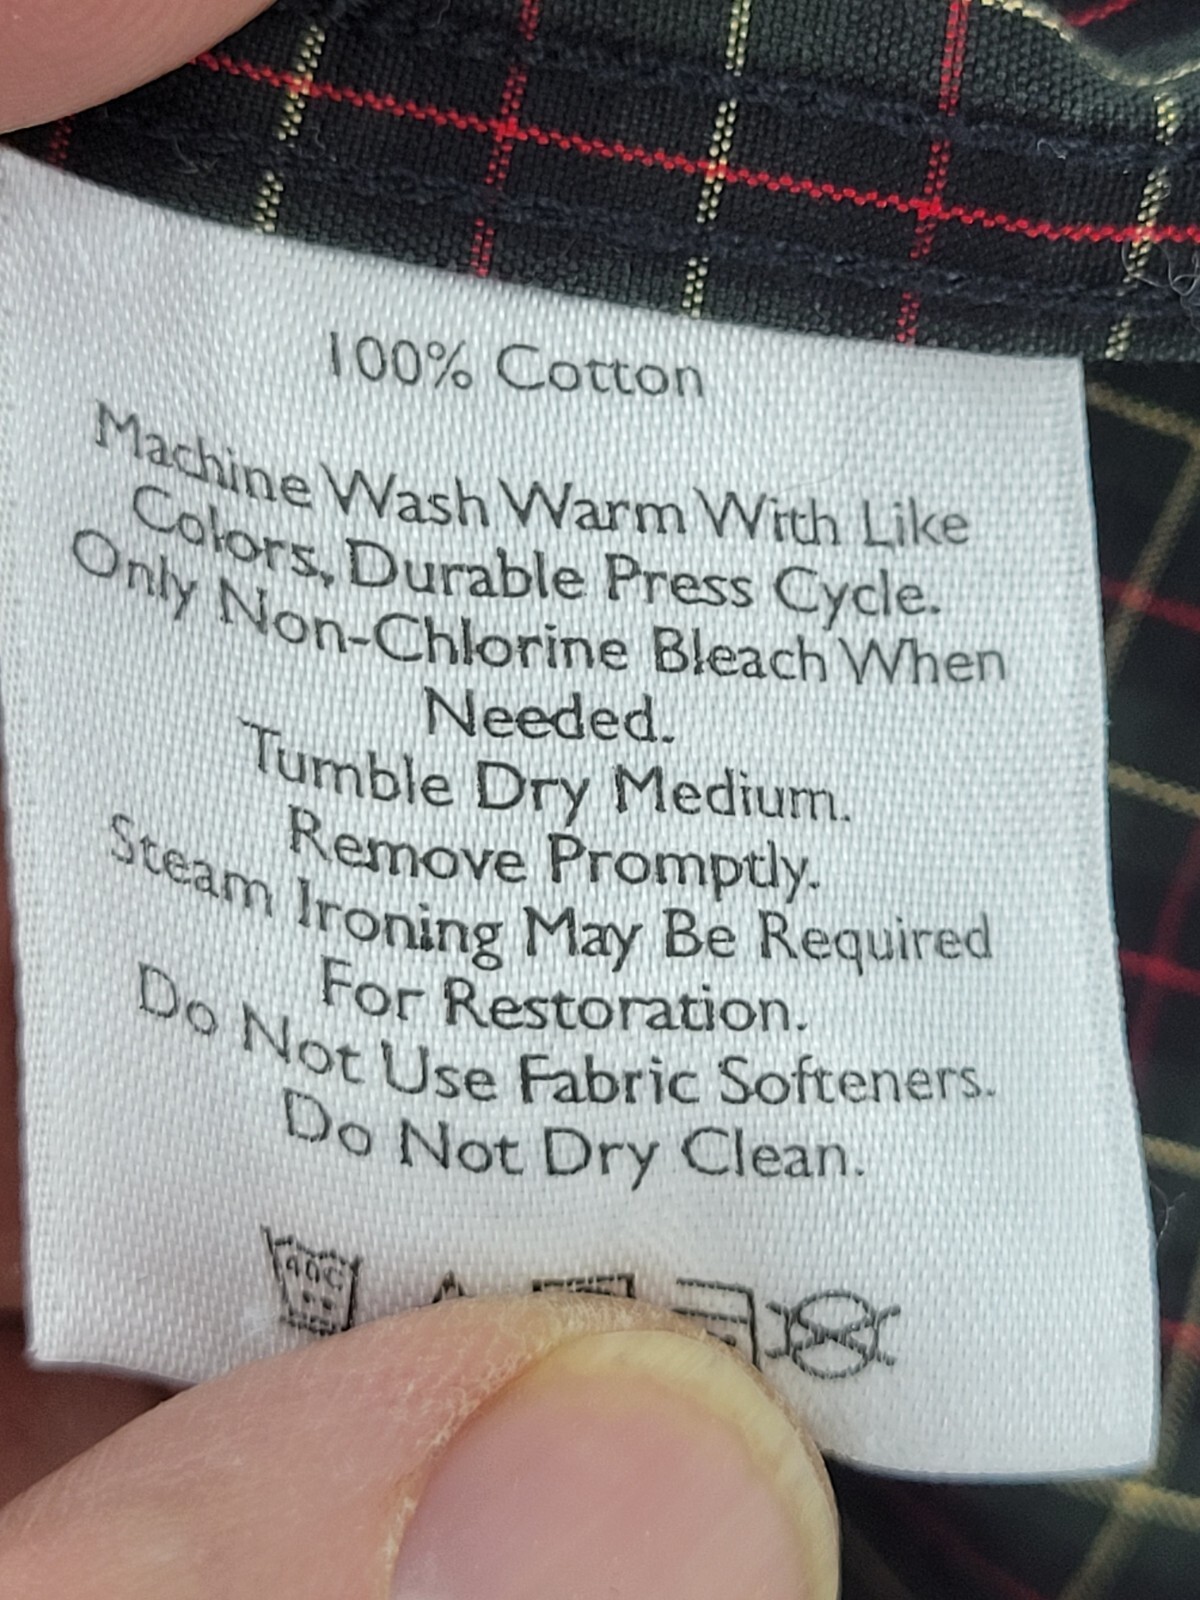 100% Cotton
Machine Wash Warm With Like
Colors, Durable Press Cycle.
Only Non-Chlorine Bleach When
Needed.
Tumble Dry Medium.
Remove Promptly.
Steam Ironing May Be Required
For Restoration.
Do Not Use Fabric Softeners.
Do Not Dry Clean.
40C